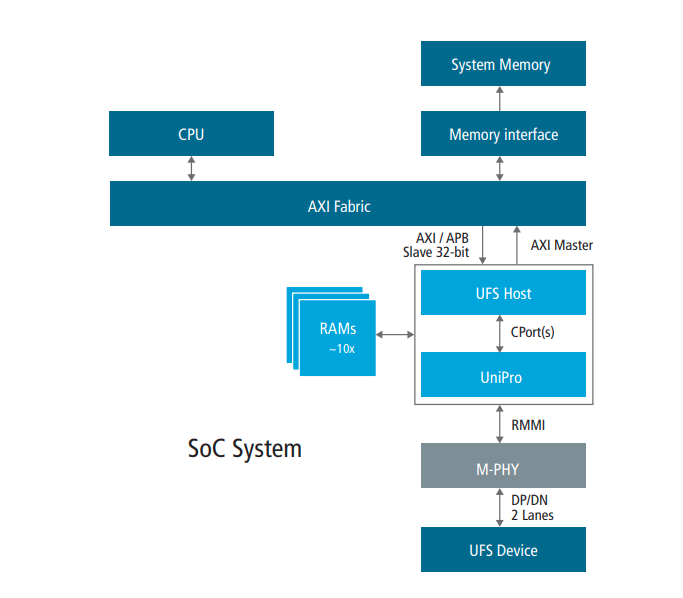 System Memory
CPU
Memory interface
AXI Fabric
AXI / APB
Slave 32-bit
AXI Master
UFS Host
RAMs
~10x
CPort(s)
UniPro
RMMI
SoC System
M-PHY
DP/DN
2 Lanes
UFS Device